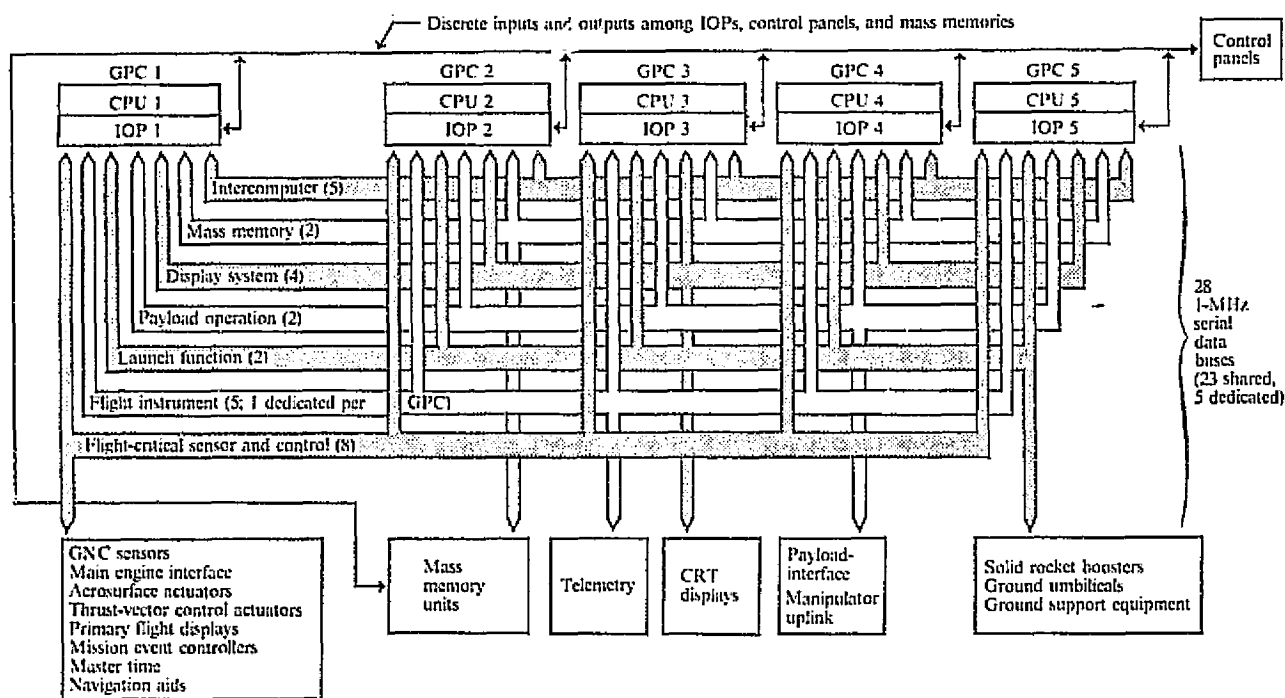 Discrete inputs and outputs among IOPs, control panels, and mass memories
Control
panels
GPC 1
CPU 1
IOP 1
GPC 2
CPU 2
IOP 2
GPC 3
CPU 3
IOP 3
GPC 4
CPU 4
IOP 4
GPC 5
CPU 5
IOP 5
Intercomputer (5)
Mass memory (2)
Display system (4)
Payload operation (2)
Launch function (2)
Flight instrument (5; 1 dedicated per GPC)
Flight-critical sensor and control (8)
28
1-MHz
serial
data
buses
(23 shared,
5 dedicated)
GNC sensors
Main engine interface
Aerosurface actuators
Thrust-vector control actuators
Primary flight displays
Mission event controllers
Master time
Navigation aids
Mass
memory
units
Telemetry
CRT
displays
Payload-
interface
Manipulator
uplink
Solid rocket boosters
Ground umbilicals
Ground support equipment